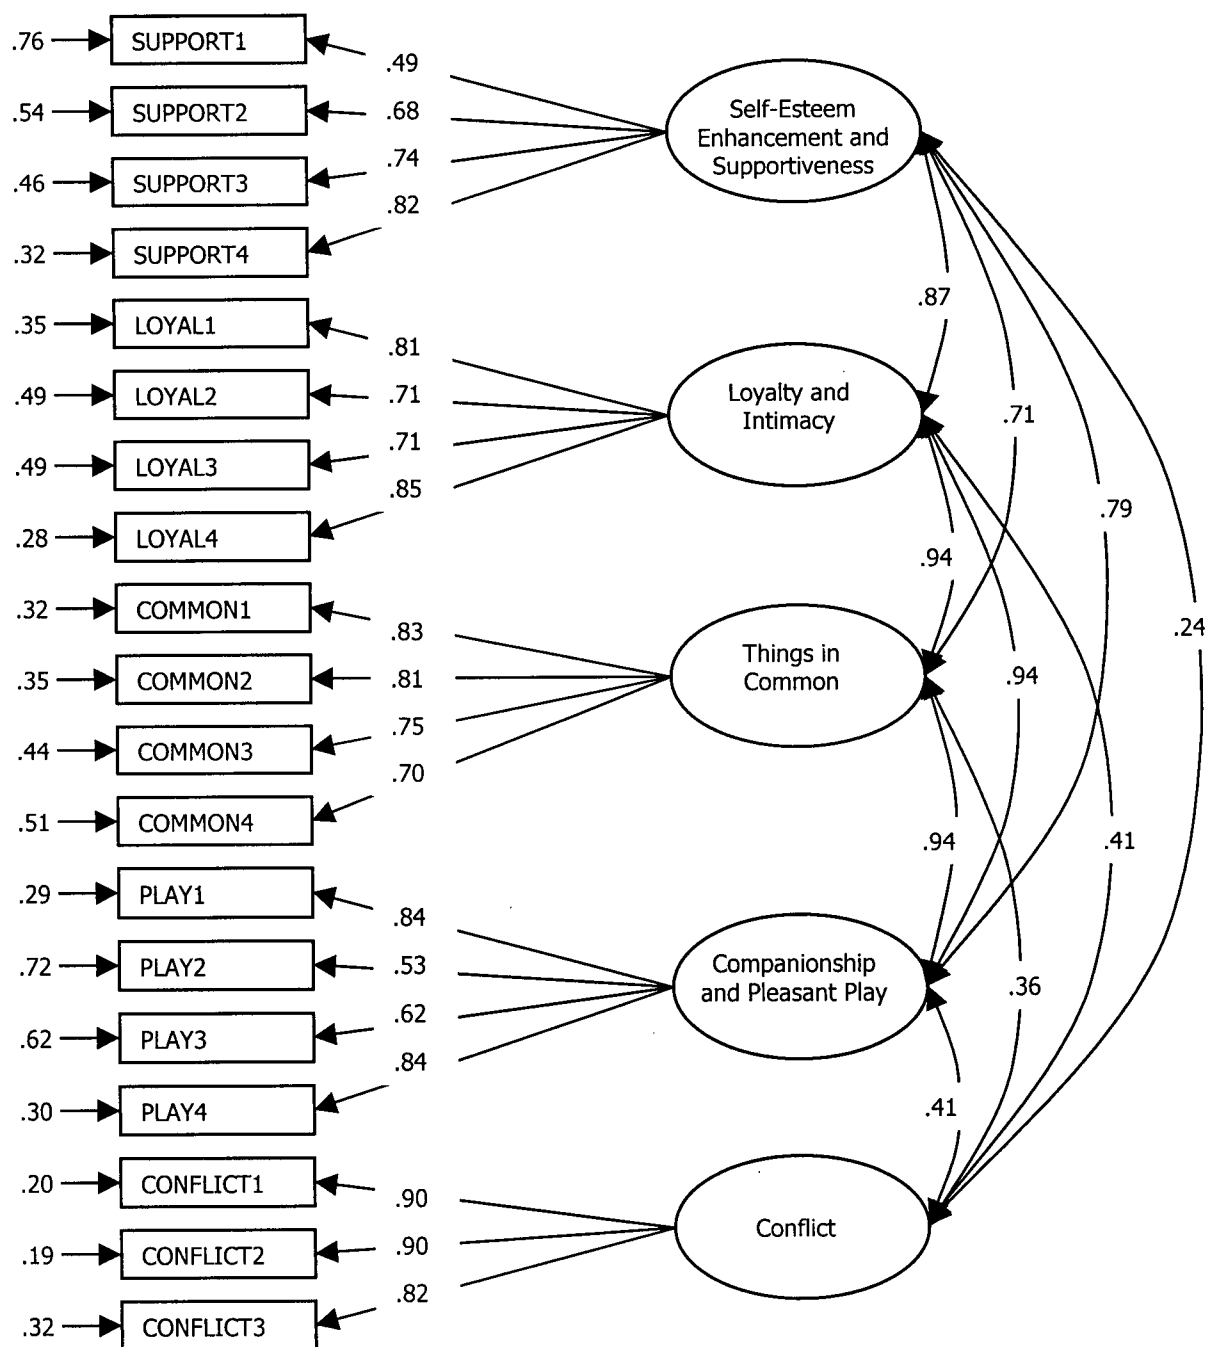 .76
SUPPORT1
.49
.54
SUPPORT2
.68
.46
SUPPORT3
.74
.32
SUPPORT4
.82
Self-Esteem
Enhancement and
Supportiveness
.35
LOYAL1
.81
.49
LOYAL2
.71
.49
LOYAL3
.71
.28
LOYAL4
.85
Loyalty and
Intimacy
.32
COMMON1
.83
.35
COMMON2
.81
.44
COMMON3
.75
.51
COMMON4
.70
Things in
Common
.29
PLAY1
.84
.72
PLAY2
.53
.62
PLAY3
.62
.30
PLAY4
.84
Companionship
and Pleasant Play
.20
CONFLICT1
.90
.19
CONFLICT2
.90
.32
CONFLICT3
.82
Conflict
.87
.71
.79
.24
.94
.94
.41
.94
.36
.41